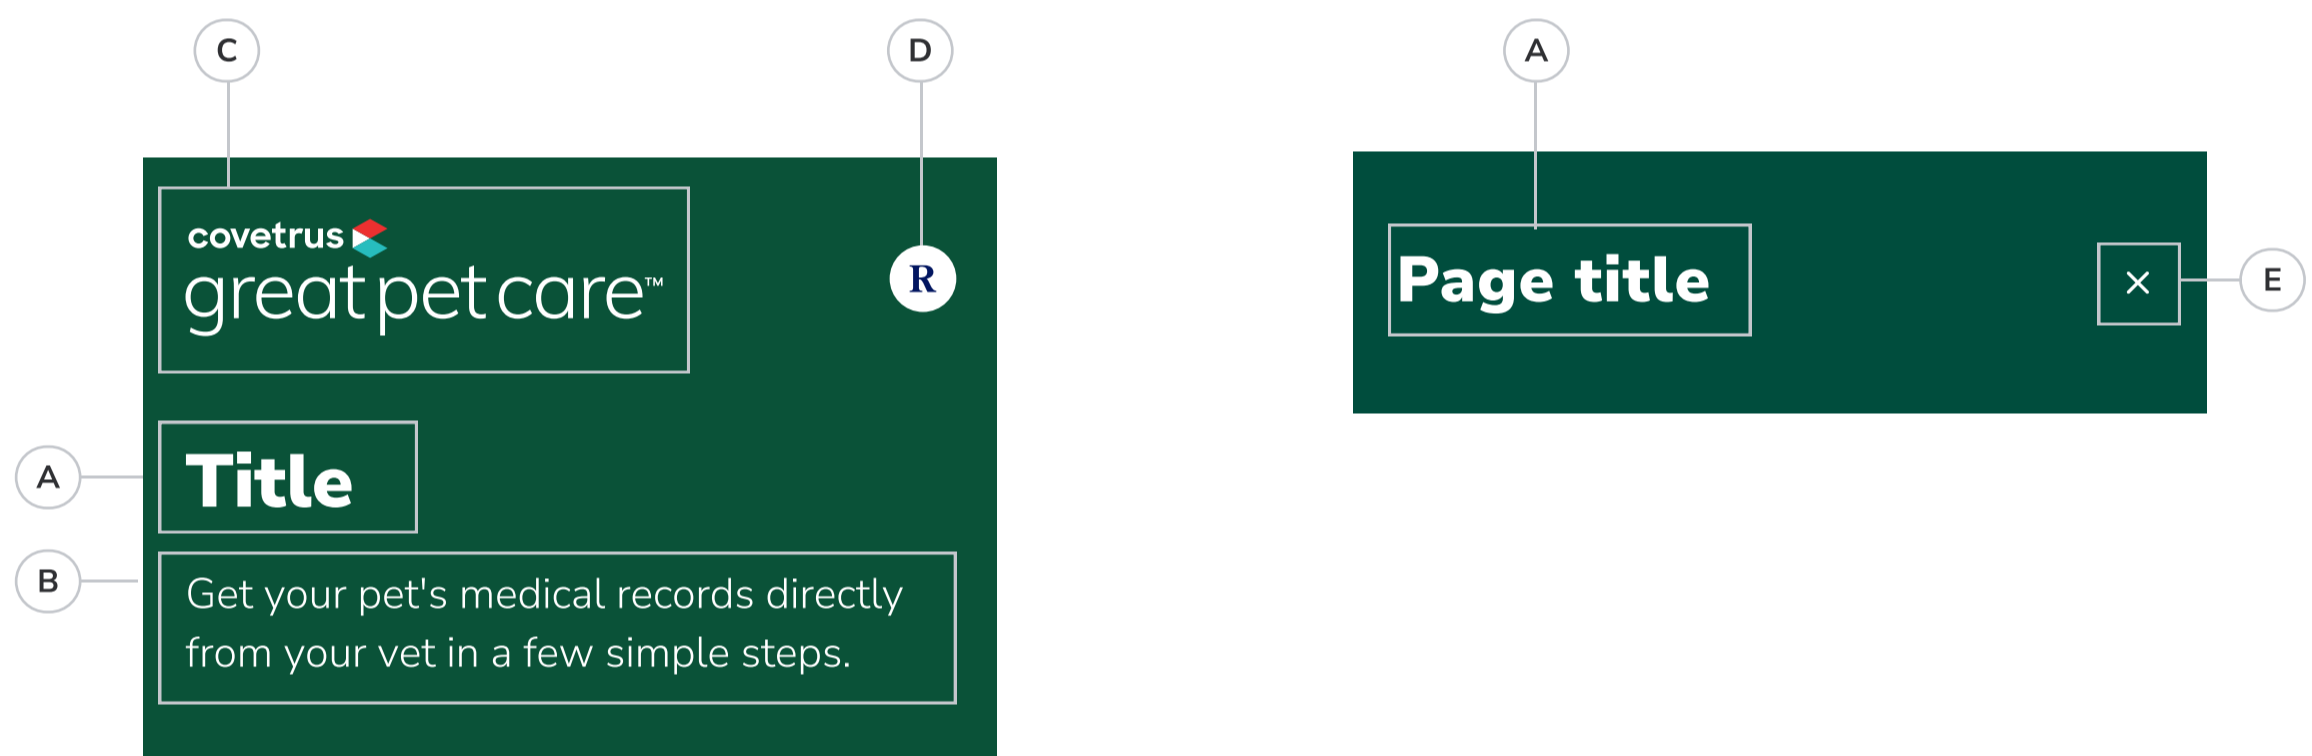 C
D
A
covetrus
great pet care™
R
Page title
E
A
Title
B
Get your pet's medical records directly
from your vet in a few simple steps.